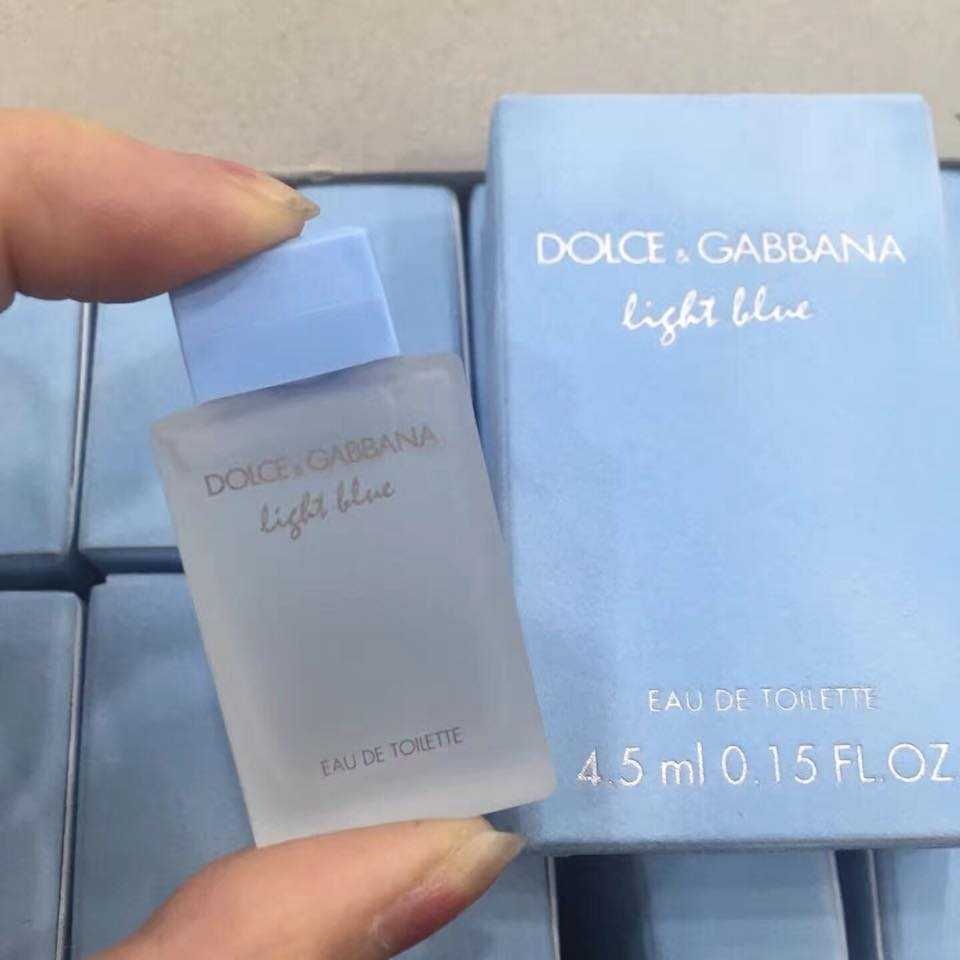 DOLCE & GABBANA
light blue
EAU DE TOILETTE
DOLCE & GABBANA
light blue
EAU DE TOILETTE
4.5 ml 0.15 FL.OZ